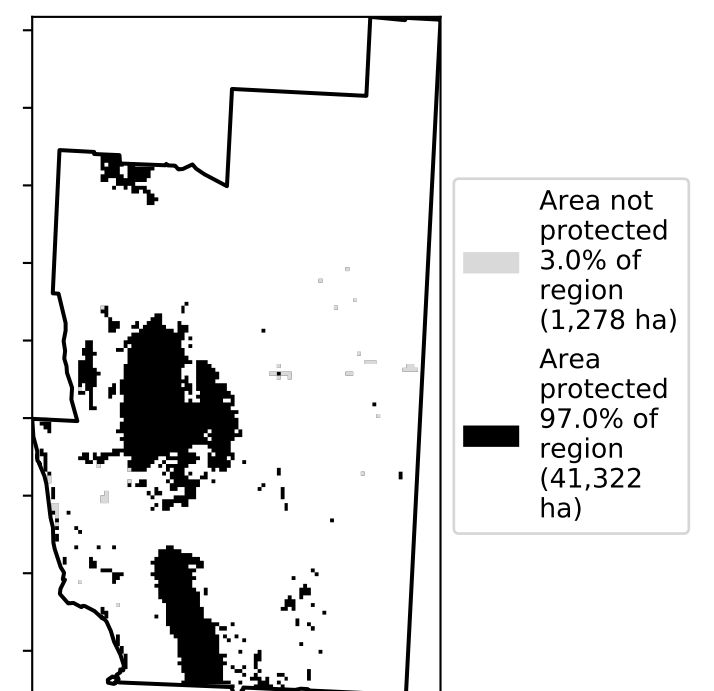 Area not
protected
3.0% of
region
(1,278 ha)
Area
protected
97.0% of
region
(41,322
ha)